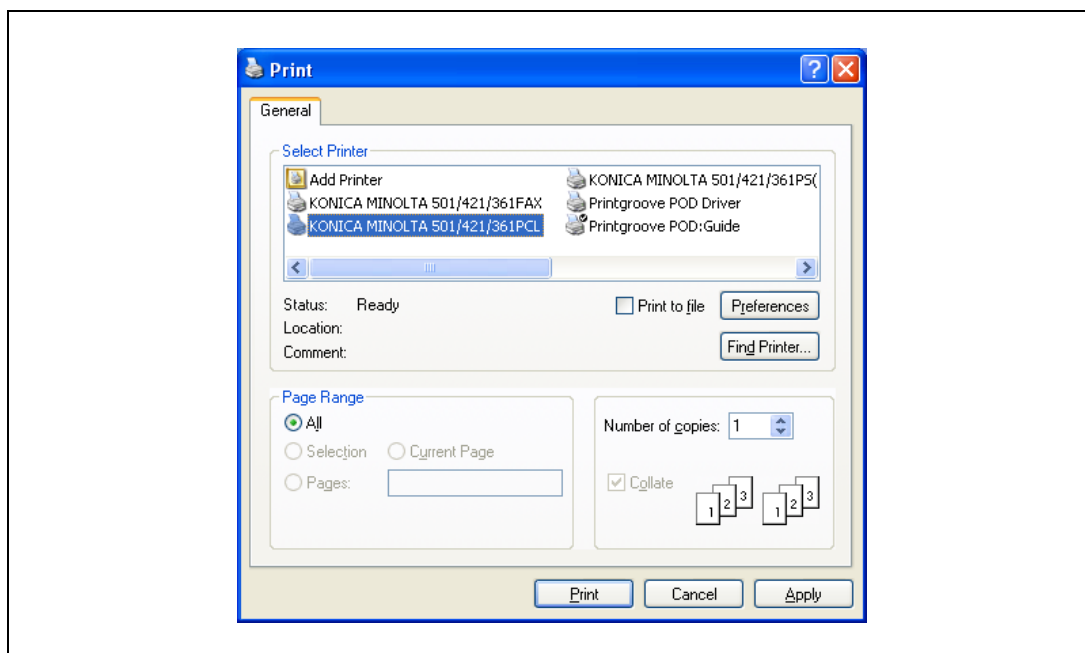 Print
General
Select Printer
Add Printer
KONICA MINOLTA 501/421/361FAX
KONICA MINOLTA 501/421/361PCL
KONICA MINOLTA 501/421/361PS(
Printgroove POD Driver
Printgroove POD:Guide
Status: Ready
Location:
Comment:
Print to file
Preferences
Find Printer...
Page Range
All
Selection
Current Page
Pages:
Number of copies: 1
Collate
1 2 3 1 2 3
Print
Cancel
Apply